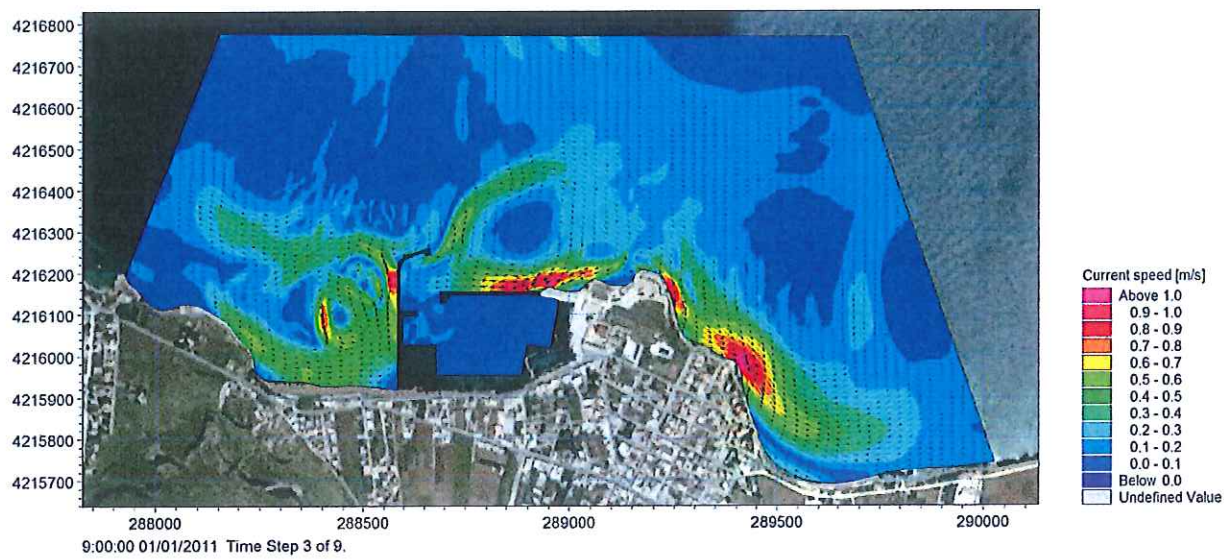 4216800
4216700
4216600
4216500
4216400
4216300
4216200
4216100
4216000
4215900
4215800
4215700
288000 288500 289000 289500 290000
9:00:00 01/01/2011 Time Step 3 of 9.
Current speed [m/s]
Above 1.0
0.9 - 1.0
0.8 - 0.9
0.7 - 0.8
0.6 - 0.7
0.5 - 0.6
0.4 - 0.5
0.3 - 0.4
0.2 - 0.3
0.1 - 0.2
0.0 - 0.1
Below 0.0
Undefined Value